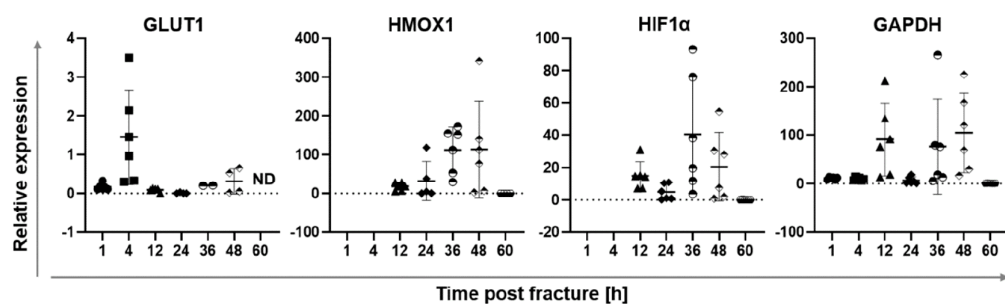 GLUT1
HMOX1
HIF1α
GAPDH
Relative expression
4
3
2
1
0
-1
ND
1 4 12 24 36 48 60
400
300
200
100
0
-100
1 4 12 24 36 48 60
100
80
60
40
20
0
-20
1 4 12 24 36 48 60
300
200
100
0
-100
1 4 12 24 36 48 60
Time post fracture [h]